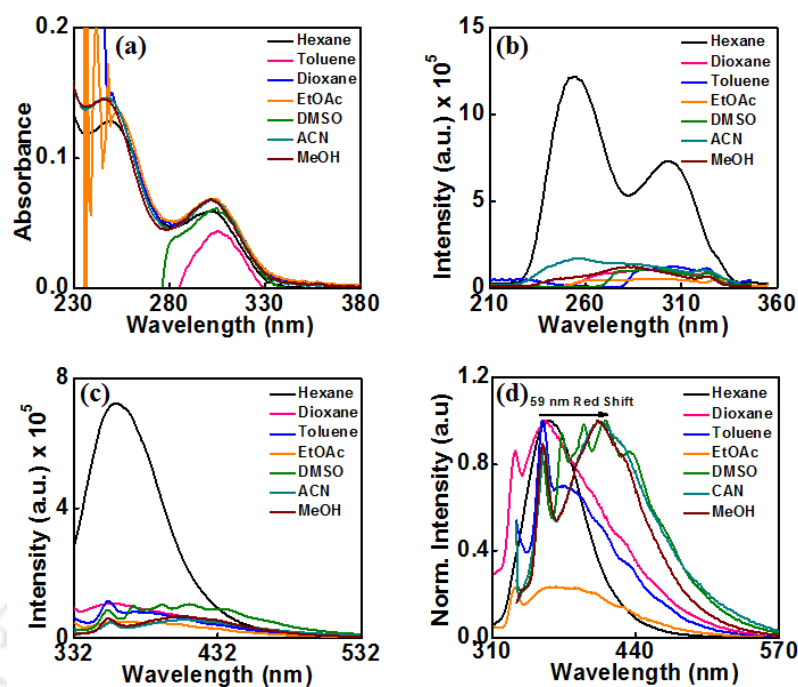 (a)
0.2
0.1
0.0
Absorbance
230 280 330 380
Wavelength (nm)
Hexane
Toluene
Dioxane
EtOAc
DMSO
ACN
MeOH
(b)
15
10
5
0
Intensity (a.u.) x 10⁵
210 260 310 360
Wavelength (nm)
Hexane
Dioxane
Toluene
EtOAc
DMSO
ACN
MeOH
(c)
8
4
0
Intensity (a.u.) x 10⁵
332 432 532
Wavelength (nm)
Hexane
Dioxane
Toluene
EtOAc
DMSO
ACN
MeOH
(d)
1.2
0.8
0.4
0.0
Norm. Intensity (a.u)
310 440 570
Wavelength (nm)
59 nm Red Shift
Hexane
Dioxane
Toluene
EtOAc
DMSO
CAN
MeOH